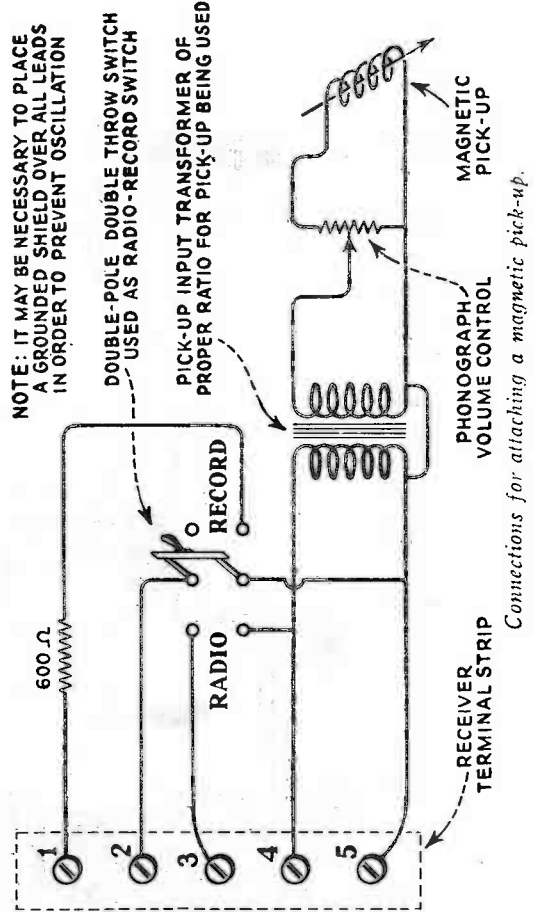 NOTE: IT MAY BE NECESSARY TO PLACE
A GROUNDED SHIELD OVER ALL LEADS
IN ORDER TO PREVENT OSCILLATION
DOUBLE-POLE DOUBLE THROW SWITCH
USED AS RADIO-RECORD SWITCH
PICK-UP INPUT TRANSFORMER OF
PROPER RATIO FOR PICK-UP BEING USED
600 Ω
RADIO
RECORD
1
2
3
4
5
RECEIVER
TERMINAL STRIP
PHONOGRAPH
VOLUME CONTROL
MAGNETIC
PICK-UP
Connections for attaching a magnetic pick-up.